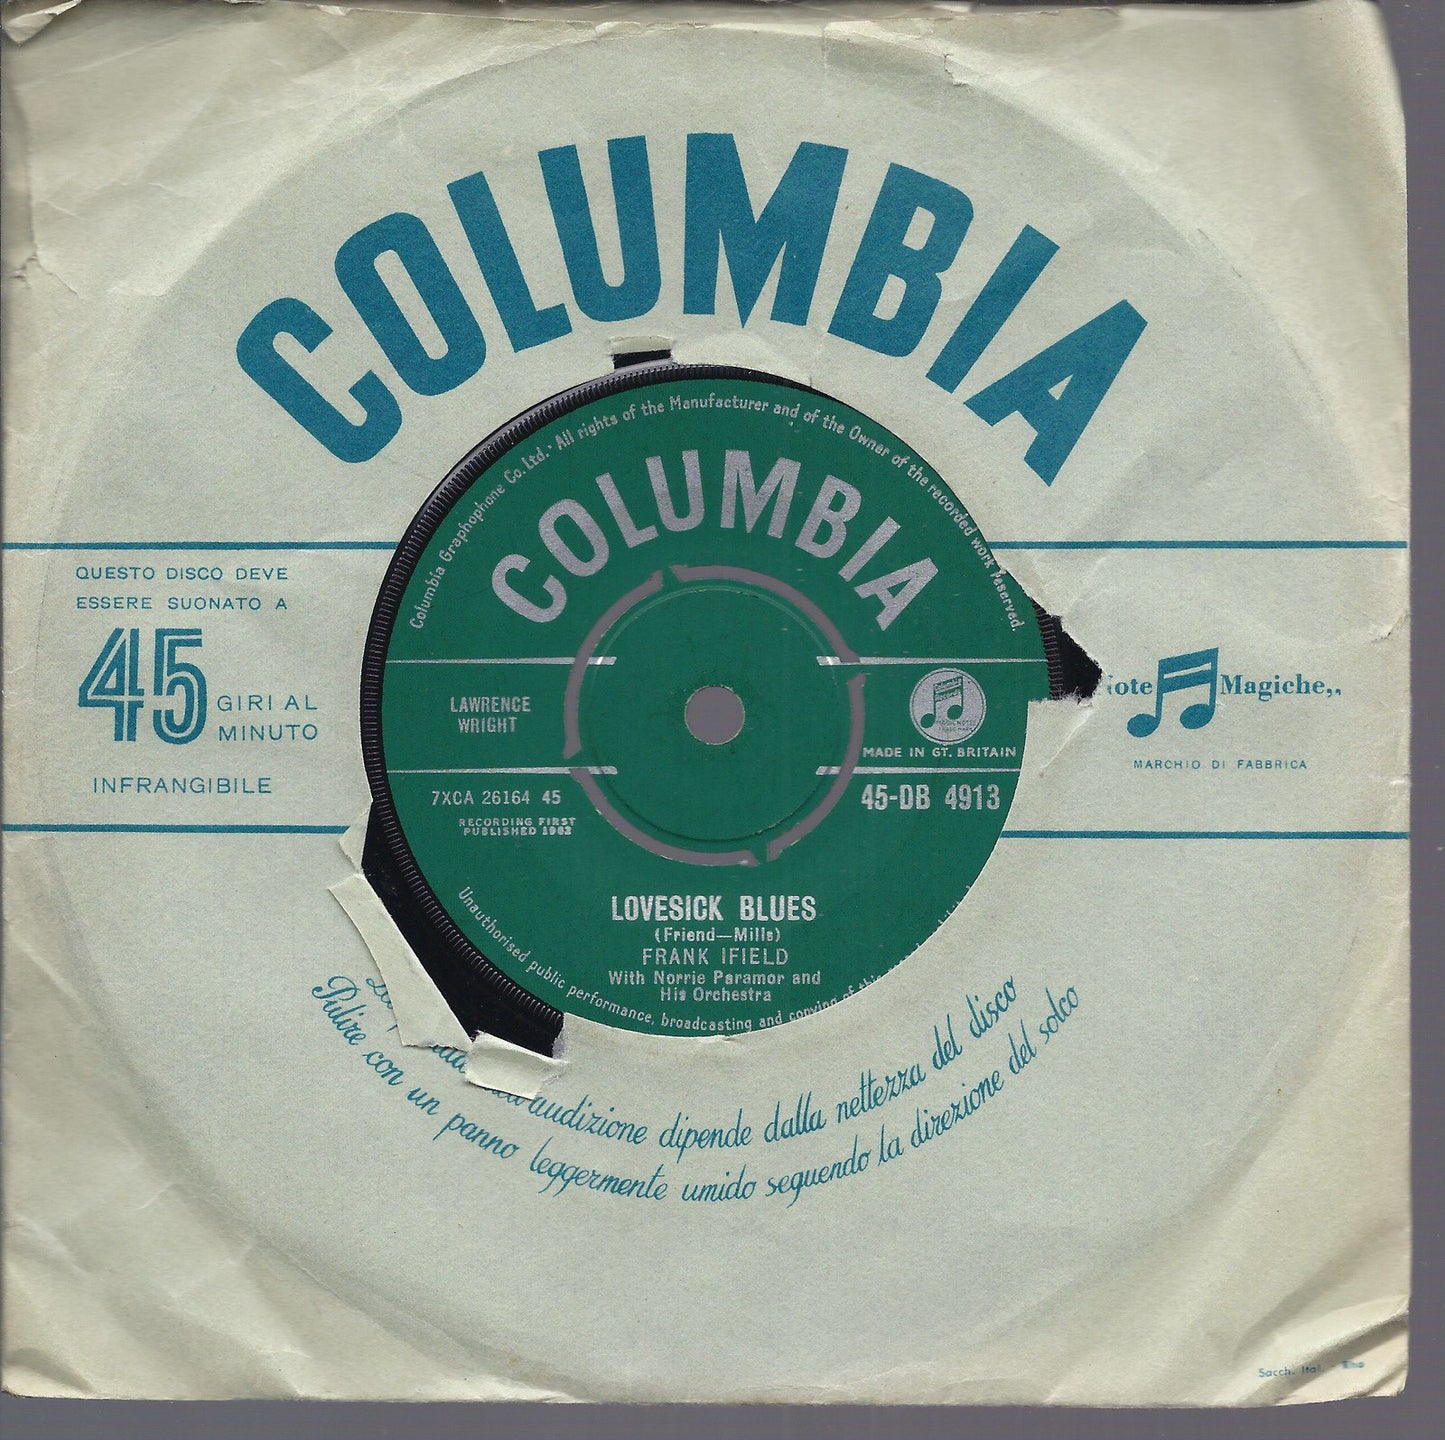 COLUMBIA
QUESTO DISCO DEVE
ESSERE SUONATO A
45 GIRI AL
MINUTO
INFRANGIBILE
Magiche,,
MARCHIO DI FABBRICA
Columbia Graphophone Co. Ltd. · All rights of the Manufacturer and of the Owner of the recorded work reserved.
COLUMBIA
LAWRENCE
WRIGHT
MADE IN GT. BRITAIN
7XCA 26164 45
45-DB 4913
RECORDING FIRST
PUBLISHED 1962
LOVESICK BLUES
(Friend—Mills)
FRANK IFIELD
With Norrie Paramor and
His Orchestra
Unauthorised public performance, broadcasting and copying of this
audizione dipende dalla nettezza del disco
Pulire con un panno leggermente umido seguendo la direzione del solco
Sacch. Ital.